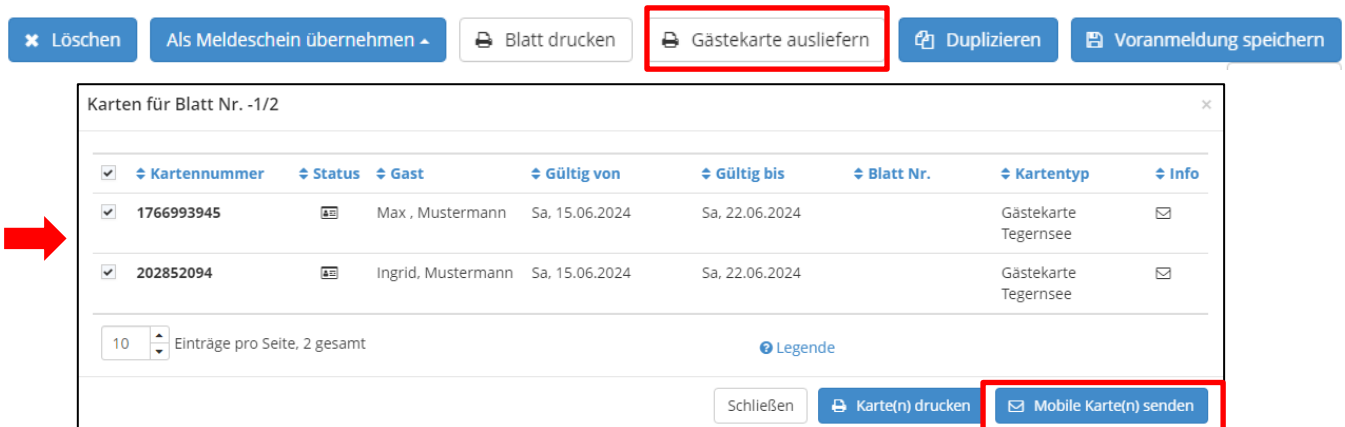 Löschen Als Meldeschein übernehmen Blatt drucken Gästekarte ausliefern Duplizieren Voranmeldung speichern
Karten für Blatt Nr. -1/2 ×
Kartennummer Status Gast Gültig von Gültig bis Blatt Nr. Kartentyp Info
1766993945 Max , Mustermann Sa, 15.06.2024 Sa, 22.06.2024 Gästekarte
Tegernsee
202852094 Ingrid, Mustermann Sa, 15.06.2024 Sa, 22.06.2024 Gästekarte
Tegernsee
10 Einträge pro Seite, 2 gesamt Legende
Schließen Karte(n) drucken Mobile Karte(n) senden